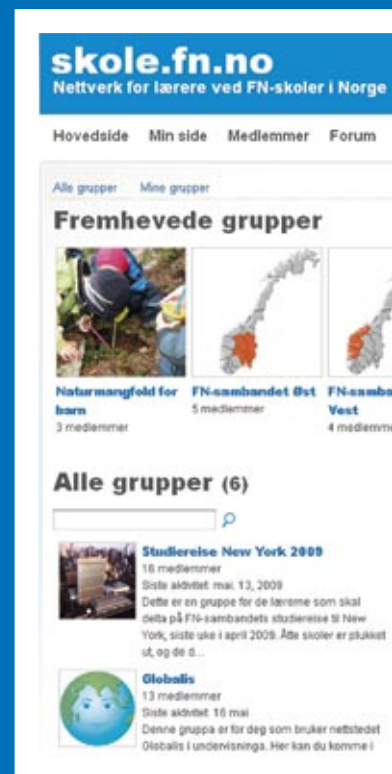 skole.fn.no
Nettverk for lærere ved FN-skoler i Norge
Hovedside Min side Medlemmer Forum
Alle grupper Mine grupper
Fremhevede grupper
Naturmangfold for
barn
3 medlemmer
FN-sambandet Øst
5 medlemmer
FN-samba
Vest
4 medlemme
Alle grupper (6)
Studiereise New York 2009
16 medlemmer
Siste aktivitet: mai. 13, 2009
Dette er en gruppe for de lærerne som skal
delta på FN-sambandets studiereise til New
York, siste uke i april 2009. Åtte skoler er plukket
ut, og de d...
Globalis
13 medlemmer
Siste aktivitet: 16 mai
Denne gruppa er for deg som bruker nettstedet
Globalis i undervisninga. Her kan du komme i